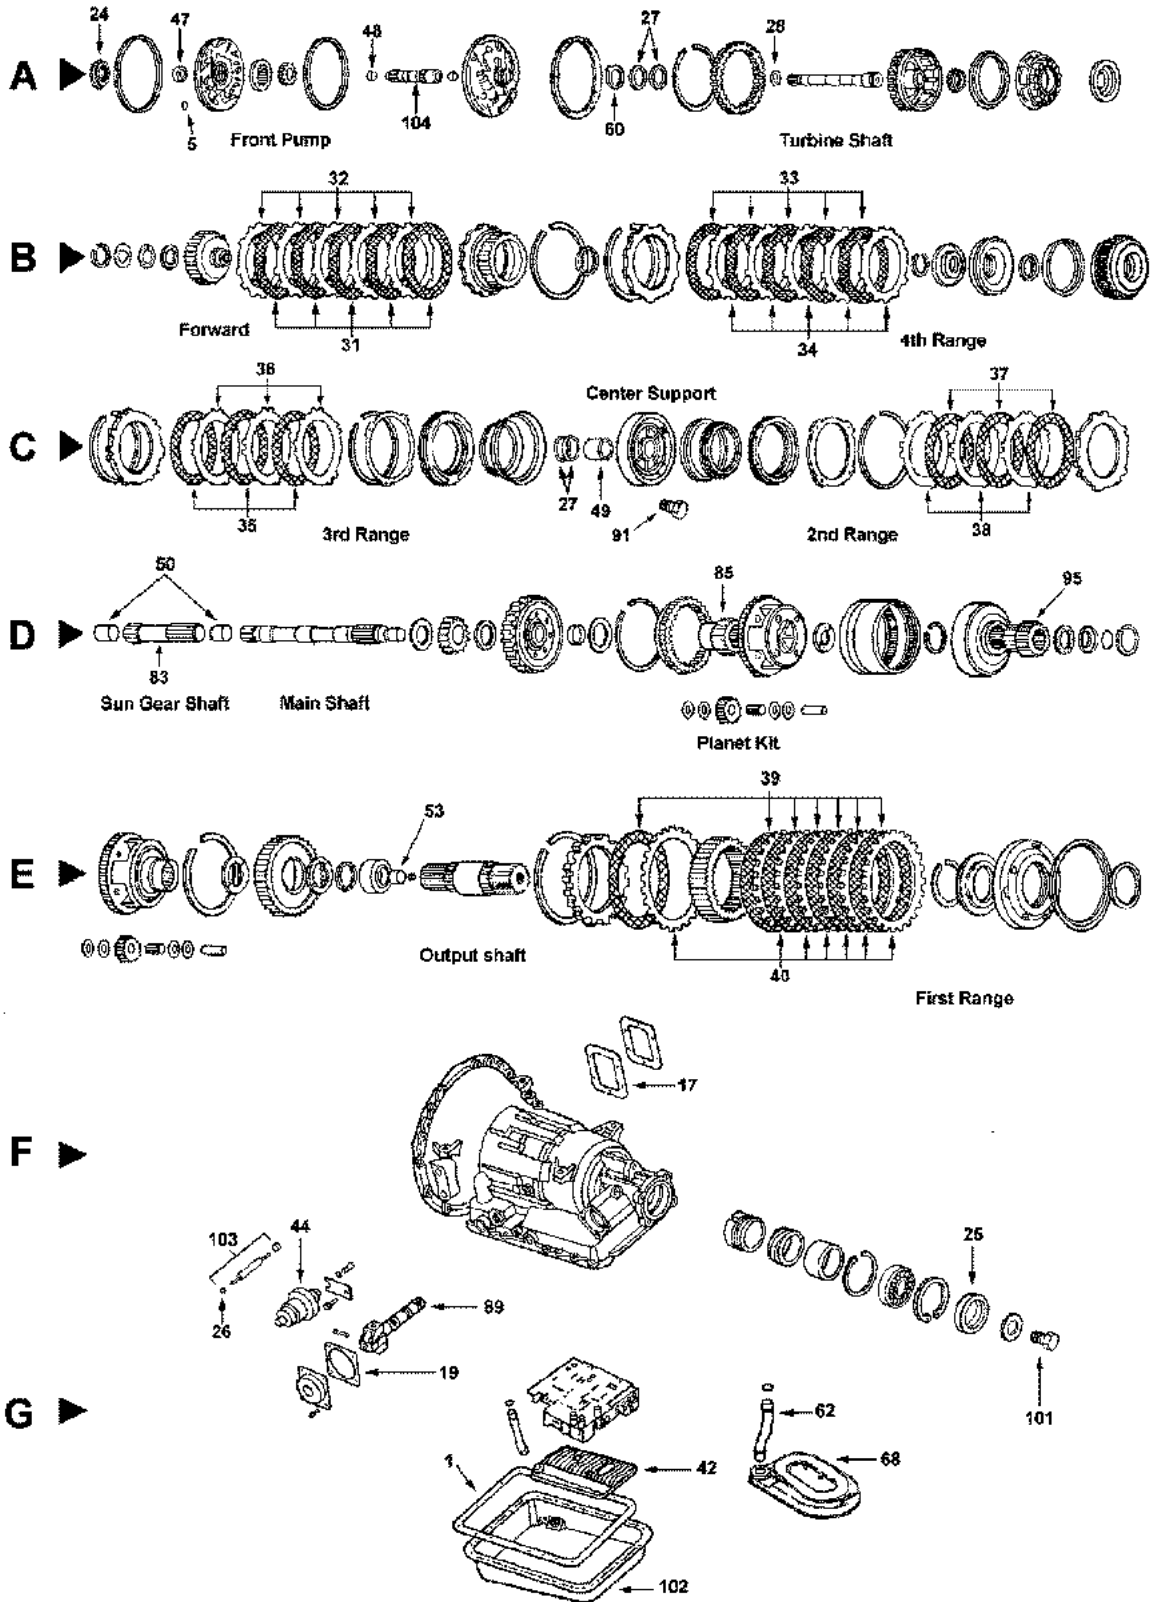 24
47
48
27
28
A
5
104
60
Front Pump
Turbine Shaft
32
33
B
Forward
31
34
4th Range
36
Center Support
37
C
35
3rd Range
27
49
91
2nd Range
38
50
85
95
D
83
Sun Gear Shaft
Main Shaft
Planet Kit
39
53
E
Output shaft
40
First Range
17
F
103
44
25
26
89
19
101
G
62
68
1
42
102